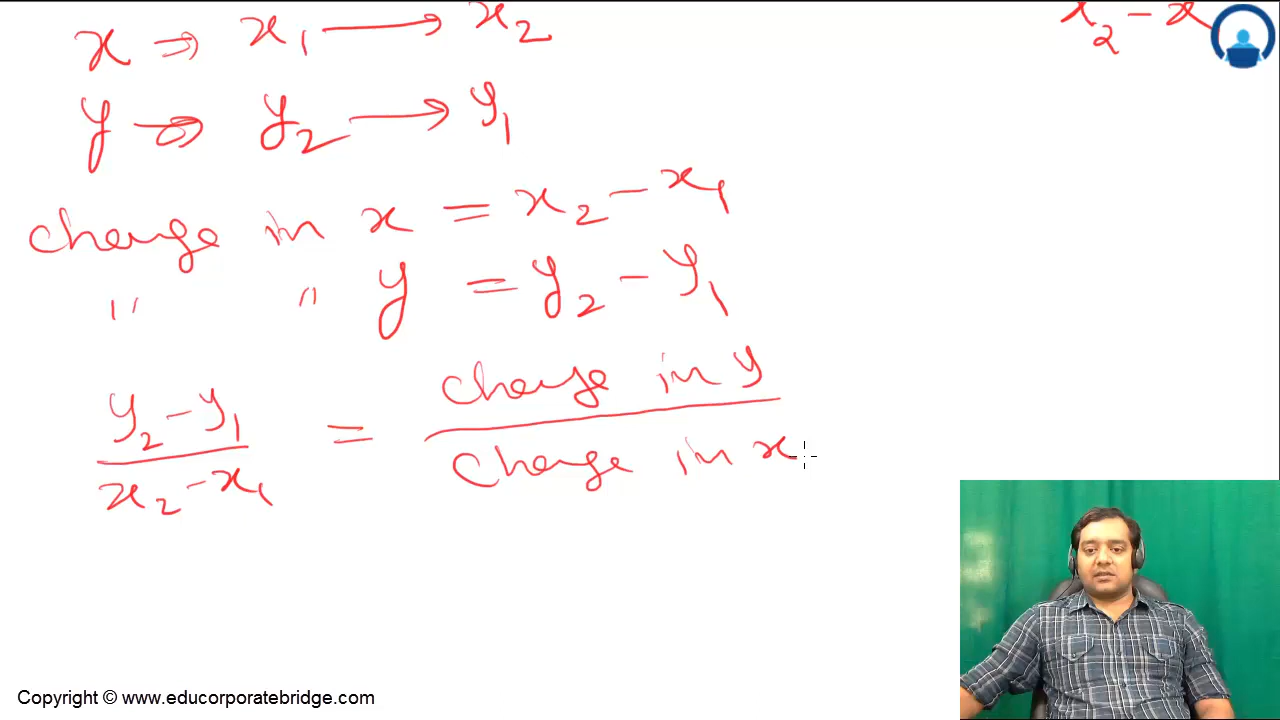 x ⇒ x₁ → x₂
x₂ - x
y → y₂ → y₁
change in x = x₂ - x₁
" " y = y₂ - y₁
change in y
y₂ - y₁
=
x₂ - x₁
change in x
Copyright © www.educorporatebridge.com